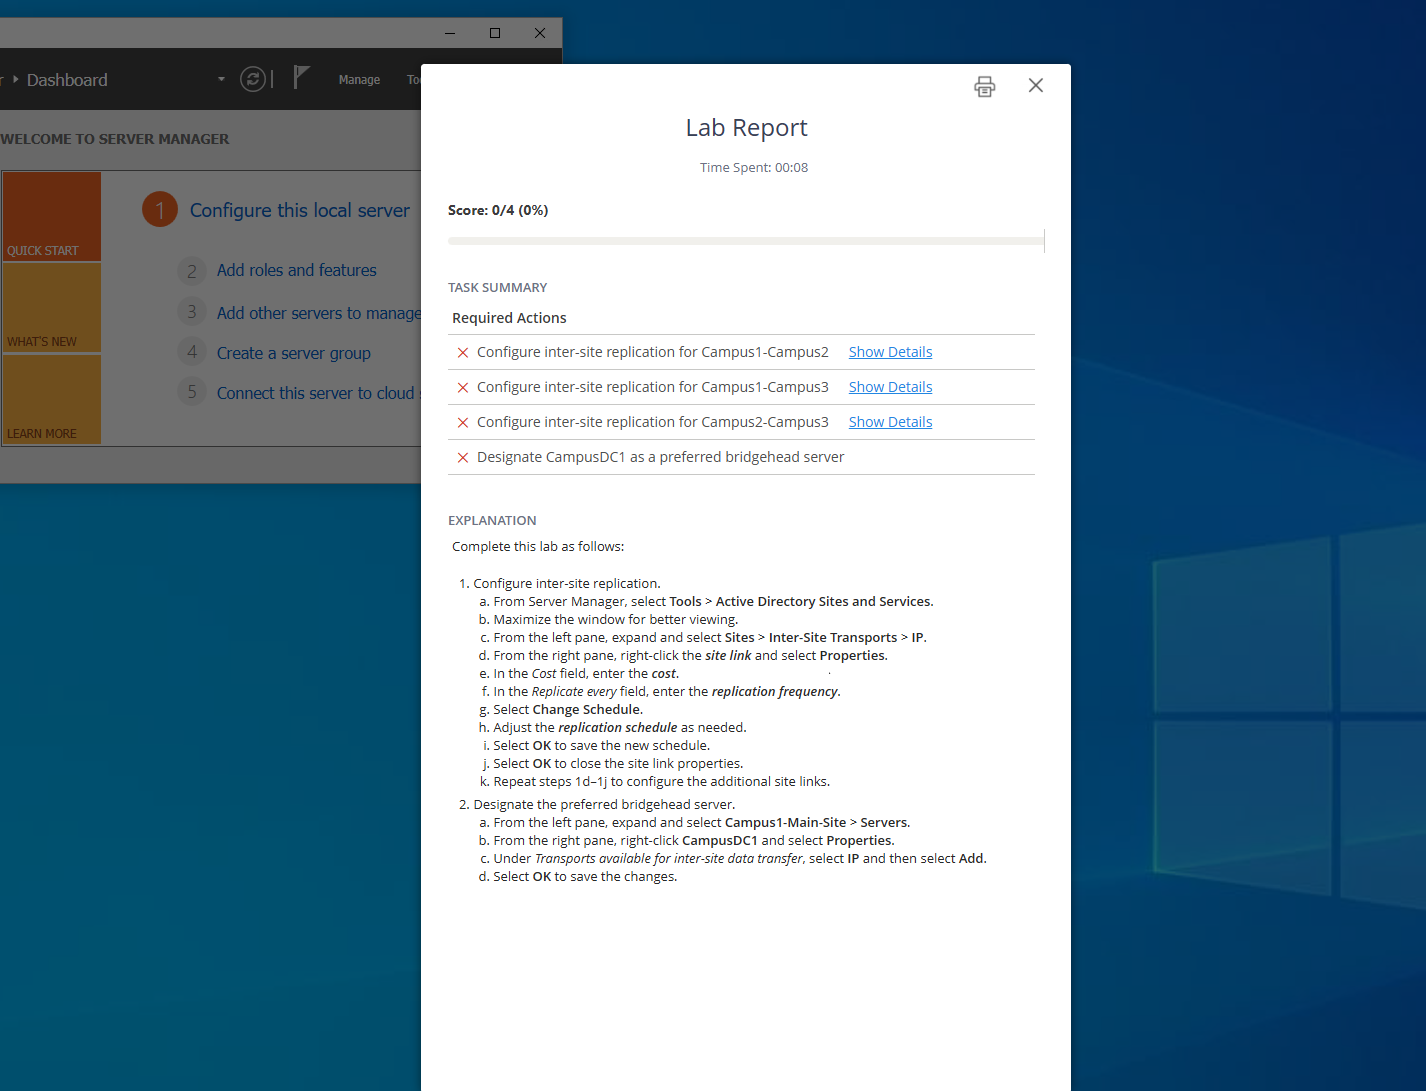 r ▸ Dashboard
Manage
Too
WELCOME TO SERVER MANAGER
QUICK START
WHAT'S NEW
LEARN MORE
1 Configure this local server
2 Add roles and features
3 Add other servers to manage
4 Create a server group
5 Connect this server to cloud s
Lab Report
Time Spent: 00:08
Score: 0/4 (0%)
TASK SUMMARY
Required Actions
Configure inter-site replication for Campus1-Campus2 Show Details
Configure inter-site replication for Campus1-Campus3 Show Details
Configure inter-site replication for Campus2-Campus3 Show Details
Designate CampusDC1 as a preferred bridgehead server
EXPLANATION
Complete this lab as follows:
1. Configure inter-site replication.
a. From Server Manager, select Tools > Active Directory Sites and Services.
b. Maximize the window for better viewing.
c. From the left pane, expand and select Sites > Inter-Site Transports > IP.
d. From the right pane, right-click the site link and select Properties.
e. In the Cost field, enter the cost.
f. In the Replicate every field, enter the replication frequency.
g. Select Change Schedule.
h. Adjust the replication schedule as needed.
i. Select OK to save the new schedule.
j. Select OK to close the site link properties.
k. Repeat steps 1d–1j to configure the additional site links.
2. Designate the preferred bridgehead server.
a. From the left pane, expand and select Campus1-Main-Site > Servers.
b. From the right pane, right-click CampusDC1 and select Properties.
c. Under Transports available for inter-site data transfer, select IP and then select Add.
d. Select OK to save the changes.